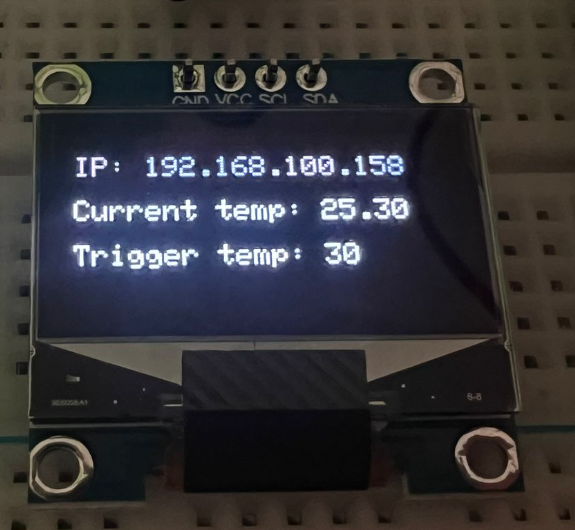 GND VCC SCL SDA
IP: 192.168.100.158
Current temp: 25.30
Trigger temp: 30